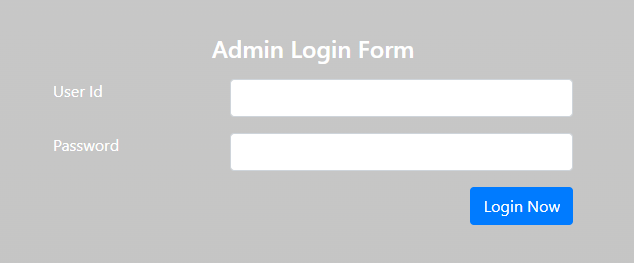 Admin Login Form
User Id
Password
Login Now